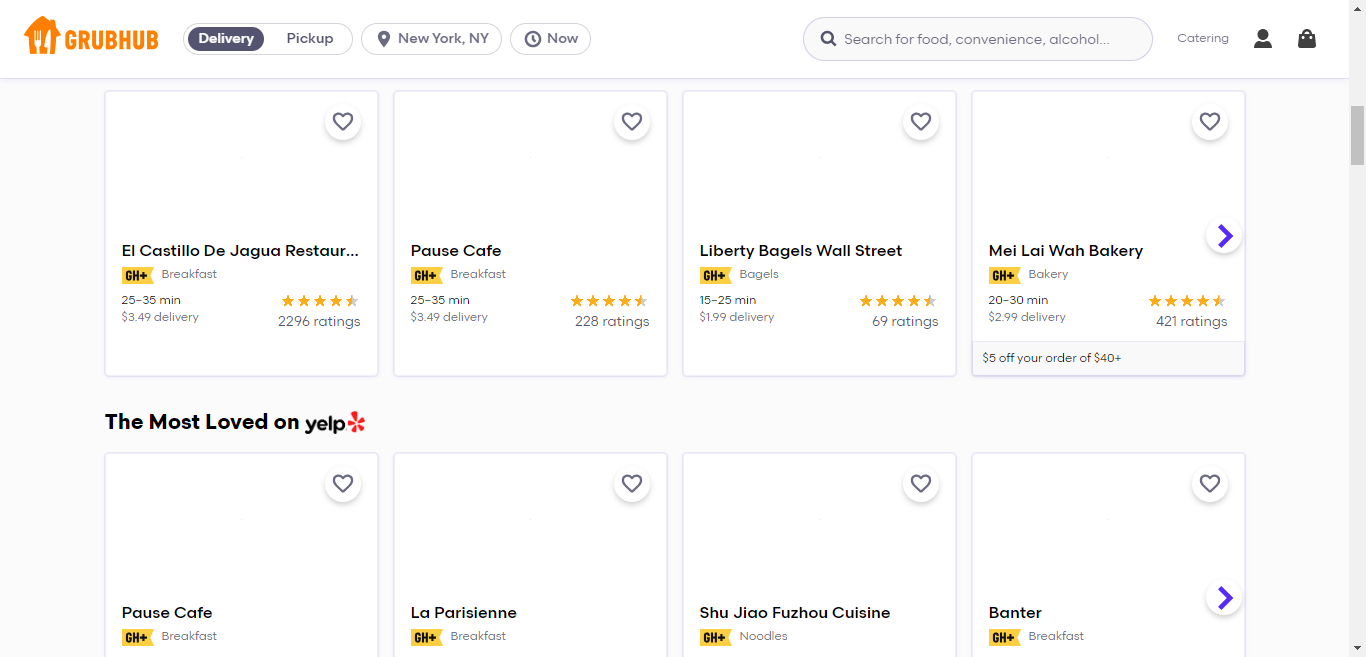 GRUBHUB
Delivery
Pickup
New York, NY
Now
Search for food, convenience, alcohol...
Catering
El Castillo De Jagua Restaur...
GH+ Breakfast
25–35 min
$3.49 delivery
2296 ratings
Pause Cafe
GH+ Breakfast
25–35 min
$3.49 delivery
228 ratings
Liberty Bagels Wall Street
GH+ Bagels
15–25 min
$1.99 delivery
69 ratings
Mei Lai Wah Bakery
GH+ Bakery
20–30 min
$2.99 delivery
421 ratings
$5 off your order of $40+
The Most Loved on yelp
Pause Cafe
GH+ Breakfast
La Parisienne
GH+ Breakfast
Shu Jiao Fuzhou Cuisine
GH+ Noodles
Banter
GH+ Breakfast